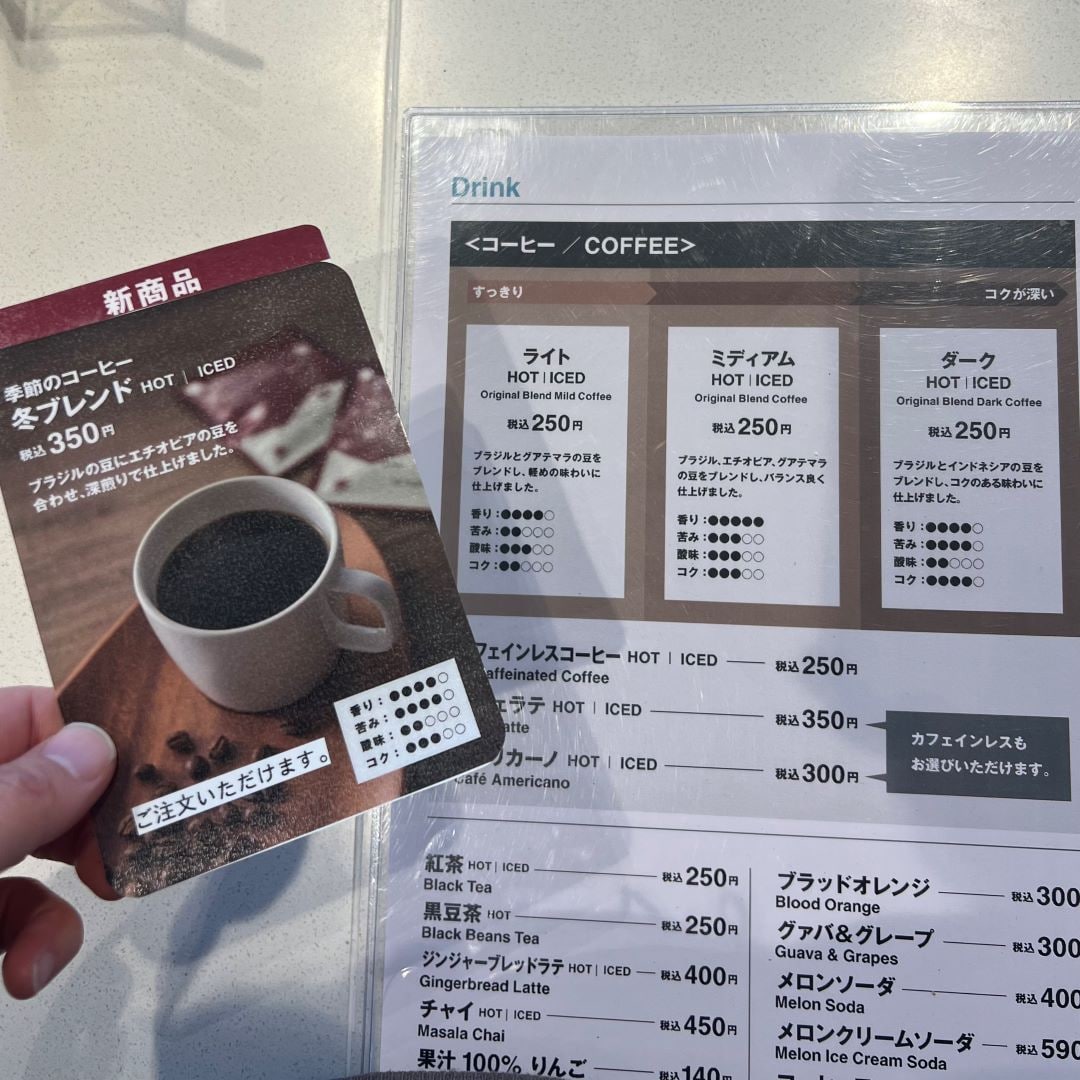 新商品
季節のコーヒー
冬ブレンド HOT | ICED
税込350円
ブラジルの豆にエチオピアの豆を
合わせ、深煎りで仕上げました。
香り：●●●●○
苦み：●●●●○
酸味：●●○○○
コク：●●●○○
ご注文いただけます。
Drink
<コーヒー ／COFFEE>
すっきり
コクが深い
ライト
HOT | ICED
Original Blend Mild Coffee
税込250円
ブラジルとグアテマラの豆を
ブレンドし、軽めの味わいに
仕上げました。
香り：●●●●○
苦み：●●○○○
酸味：●●●○○
コク：●●○○○
ミディアム
HOT | ICED
Original Blend Coffee
税込250円
ブラジル、エチオピア、グアテマラ
の豆をブレンドし、バランス良く
仕上げました。
香り：●●●●●
苦み：●●●○○
酸味：●●●○○
コク：●●●○○
ダーク
HOT | ICED
Original Blend Dark Coffee
税込250円
ブラジルとインドネシアの豆を
ブレンドし、コクのある味わいに
仕上げました。
香り：●●●●○
苦み：●●●●○
酸味：●●○○○
コク：●●●●○
フェインレスコーヒー HOT | ICED 税込250円
affeinated Coffee
ェラテ HOT | ICED 税込350円
atte
リカーノ HOT | ICED 税込300円
Café Americano
カフェインレスも
お選びいただけます。
紅茶 HOT | ICED 税込250円
Black Tea
黒豆茶 HOT 税込250円
Black Beans Tea
ジンジャーブレッドラテ HOT | ICED 税込400円
Gingerbread Latte
チャイ HOT | ICED 税込450円
Masala Chai
果汁100% りんご 税込140円
ブラッドオレンジ 税込300
Blood Orange
グァバ&グレープ 税込300
Guava & Grapes
メロンソーダ 税込400
Melon Soda
メロンクリームソーダ 税込590
Melon Ice Cream Soda